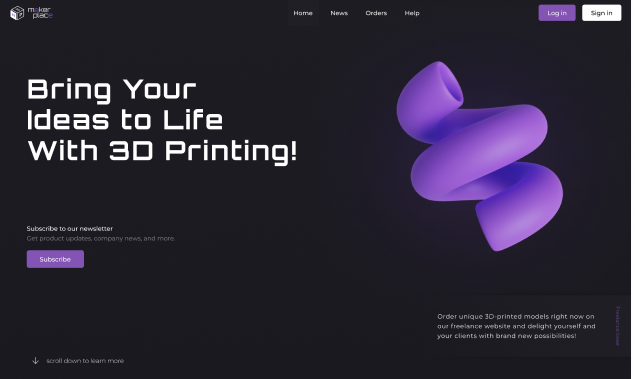 maker
place
Home News Orders Help
Log in Sign in
Bring Your
Ideas to Life
With 3D Printing!
Subscribe to our newsletter
Get product updates, company news, and more.
Subscribe
Order unique 3D-printed models right now on
our freelance website and delight yourself and
your clients with brand new possibilities!
scroll down to learn more